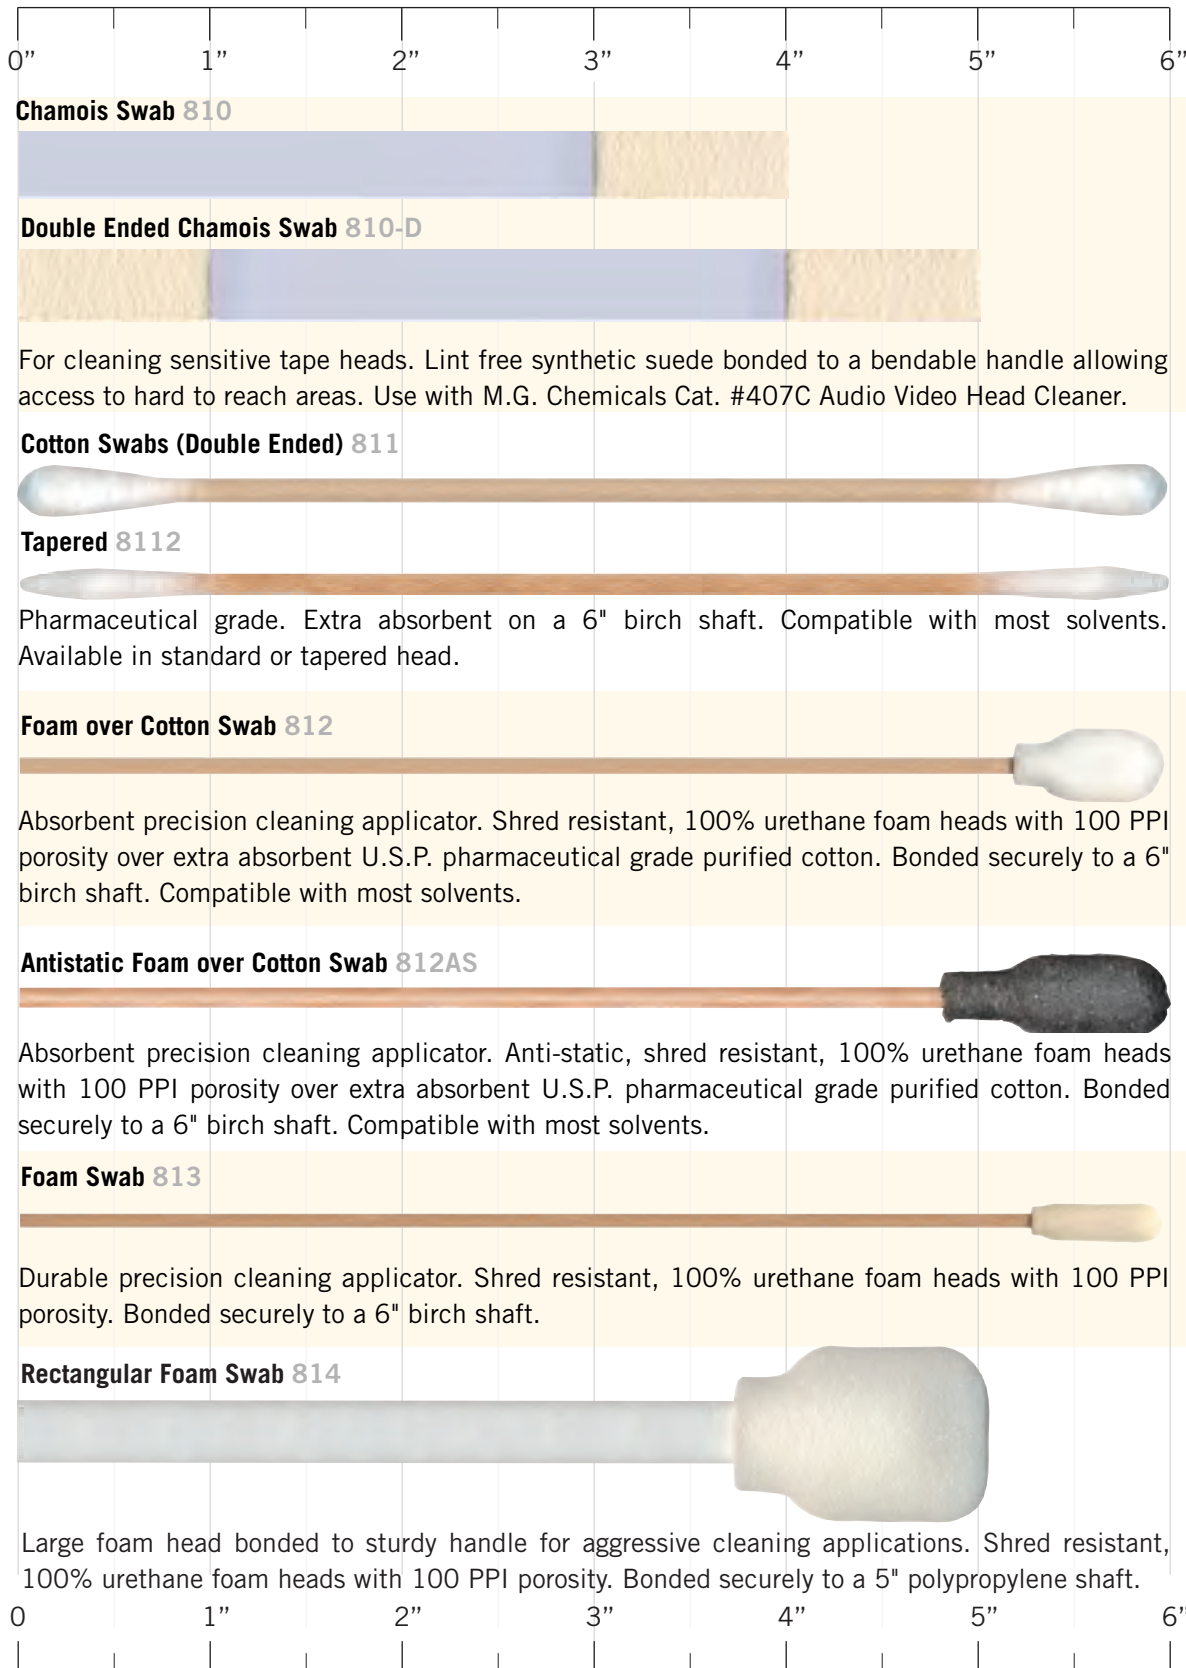 0” 1” 2” 3” 4” 5” 6”
Chamois Swab 810
Double Ended Chamois Swab 810-D
For cleaning sensitive tape heads. Lint free synthetic suede bonded to a bendable handle allowing
access to hard to reach areas. Use with M.G. Chemicals Cat. #407C Audio Video Head Cleaner.
Cotton Swabs (Double Ended) 811
Tapered 8112
Pharmaceutical grade. Extra absorbent on a 6" birch shaft. Compatible with most solvents.
Available in standard or tapered head.
Foam over Cotton Swab 812
Absorbent precision cleaning applicator. Shred resistant, 100% urethane foam heads with 100 PPI
porosity over extra absorbent U.S.P. pharmaceutical grade purified cotton. Bonded securely to a 6"
birch shaft. Compatible with most solvents.
Antistatic Foam over Cotton Swab 812AS
Absorbent precision cleaning applicator. Anti-static, shred resistant, 100% urethane foam heads
with 100 PPI porosity over extra absorbent U.S.P. pharmaceutical grade purified cotton. Bonded
securely to a 6" birch shaft. Compatible with most solvents.
Foam Swab 813
Durable precision cleaning applicator. Shred resistant, 100% urethane foam heads with 100 PPI
porosity. Bonded securely to a 6" birch shaft.
Rectangular Foam Swab 814
Large foam head bonded to sturdy handle for aggressive cleaning applications. Shred resistant,
100% urethane foam heads with 100 PPI porosity. Bonded securely to a 5" polypropylene shaft.
0 1” 2” 3” 4” 5” 6”